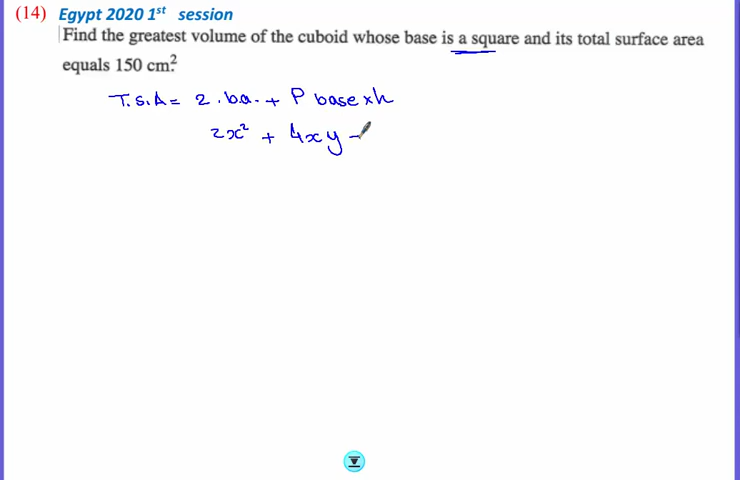 (14) Egypt 2020 1st session
Find the greatest volume of the cuboid whose base is a square and its total surface area
equals 150 cm².
T.S.A = 2.ba. + P base × h
2x² + 4xy -